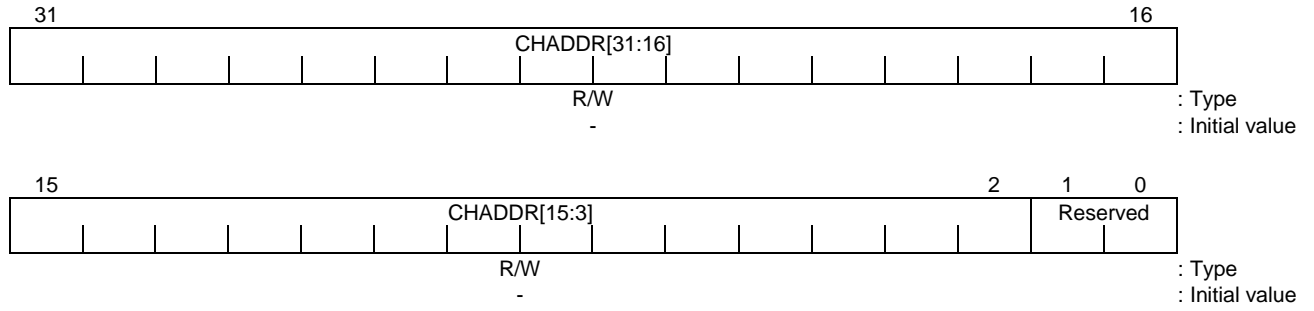 31 16
CHADDR[31:16]
R/W : Type
- : Initial value
15 2 1 0
CHADDR[15:3] Reserved
R/W : Type
- : Initial value